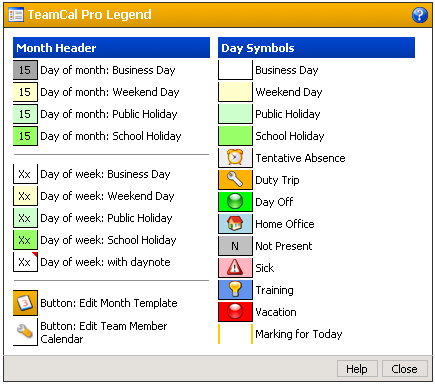 TeamCal Pro Legend
?
Month Header
15 Day of month: Business Day
15 Day of month: Weekend Day
15 Day of month: Public Holiday
15 Day of month: School Holiday
Xx Day of week: Business Day
Xx Day of week: Weekend Day
Xx Day of week: Public Holiday
Xx Day of week: School Holiday
Xx Day of week: with daynote
3 Button: Edit Month Template
Button: Edit Team Member
Calendar
Day Symbols
Business Day
Weekend Day
Public Holiday
School Holiday
Tentative Absence
Duty Trip
Day Off
Home Office
N Not Present
Sick
Training
Vacation
Marking for Today
Help Close